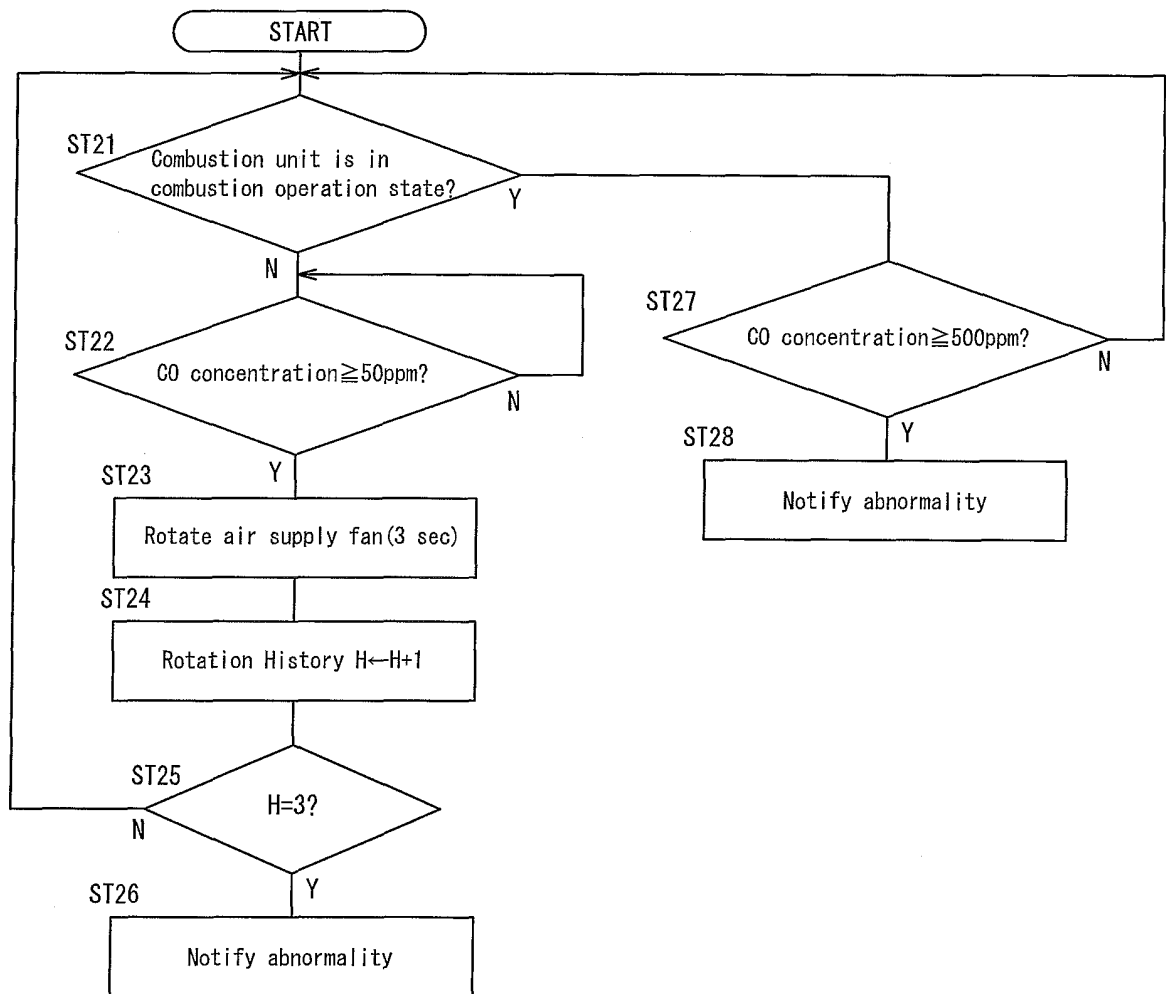 START
ST21
Combustion unit is in
combustion operation state?
Y
N
ST27
CO concentration≧500ppm?
N
Y
ST22
CO concentration≧50ppm?
N
Y
ST28
Notify abnormality
ST23
Rotate air supply fan(3 sec)
ST24
Rotation History H←H+1
ST25
H=3?
N
Y
ST26
Notify abnormality